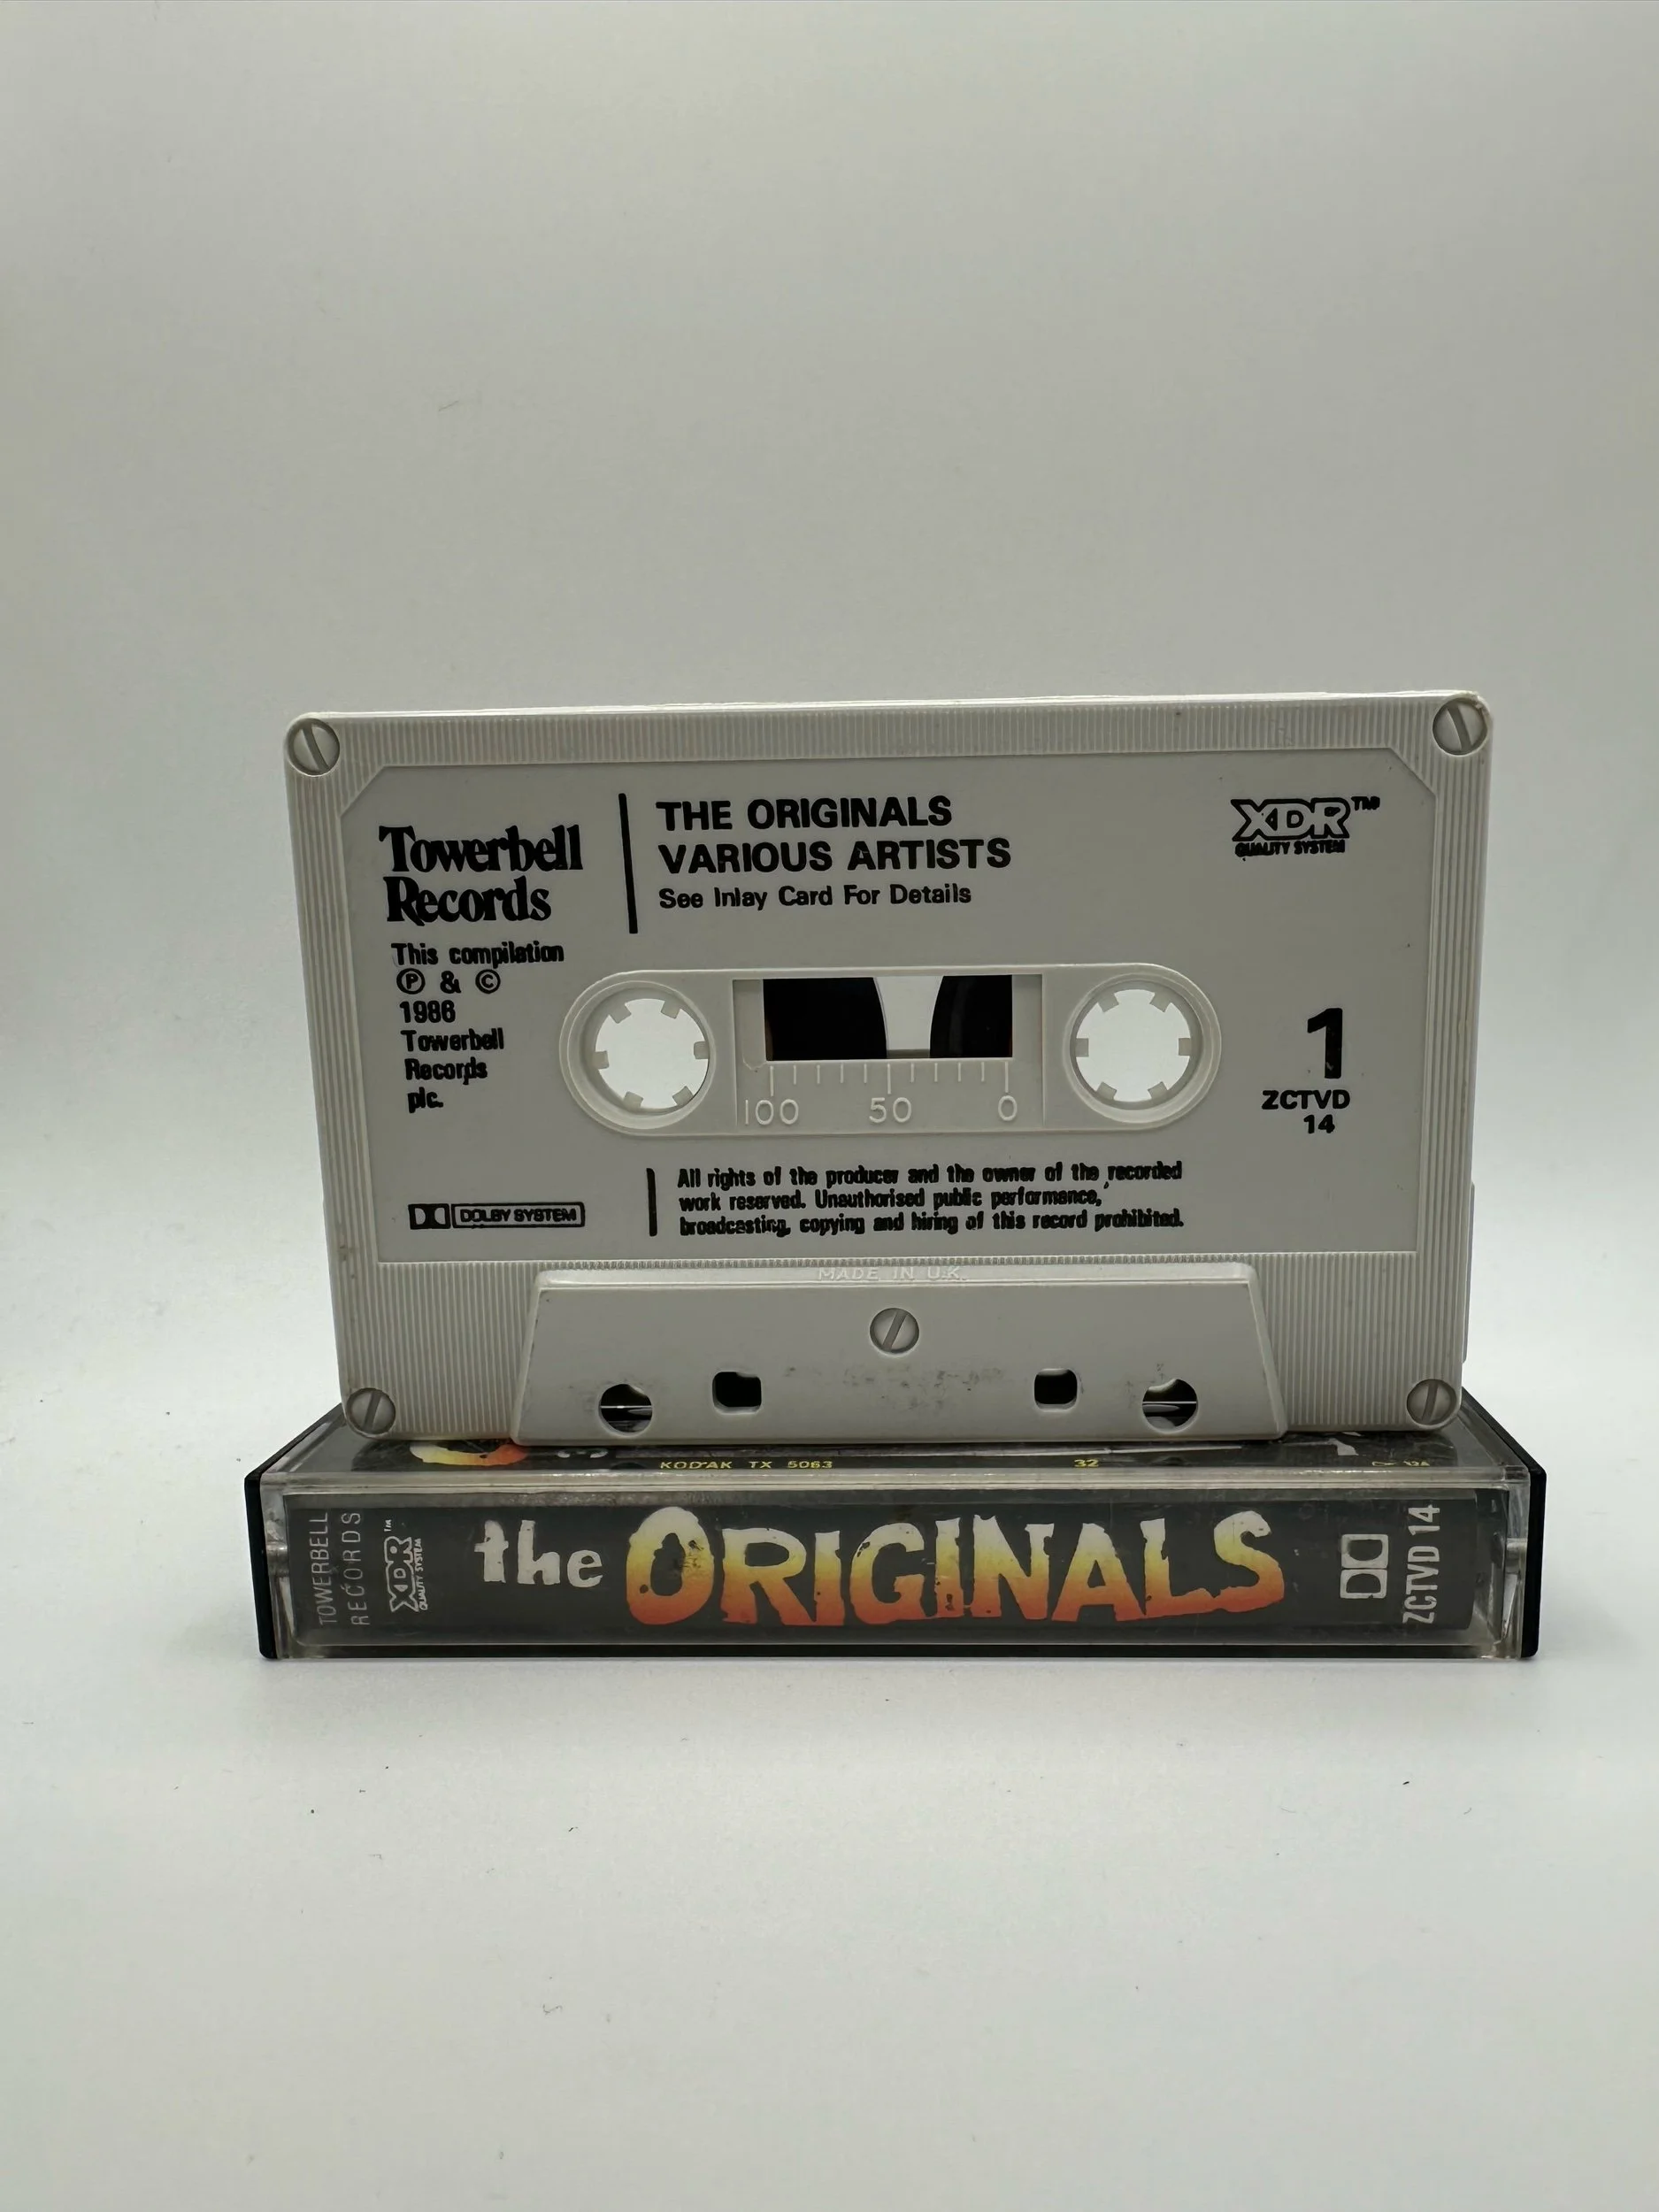 Towerbell
Records
THE ORIGINALS
VARIOUS ARTISTS
See Inlay Card For Details
XDR™
QUALITY SYSTEM
This compilation
Ⓟ & ©
1986
Towerbell
Records
plc.
100 50 0
1
ZCTVD
14
DOLBY SYSTEM
All rights of the producer and the owner of the recorded
work reserved. Unauthorised public performance,
broadcasting, copying and hiring of this record prohibited.
MADE IN U.K.
KODAK TX 5063 32
TOWERBELL
RECORDS
XDR™
QUALITY SYSTEM
the ORIGINALS
ZCTVD 14